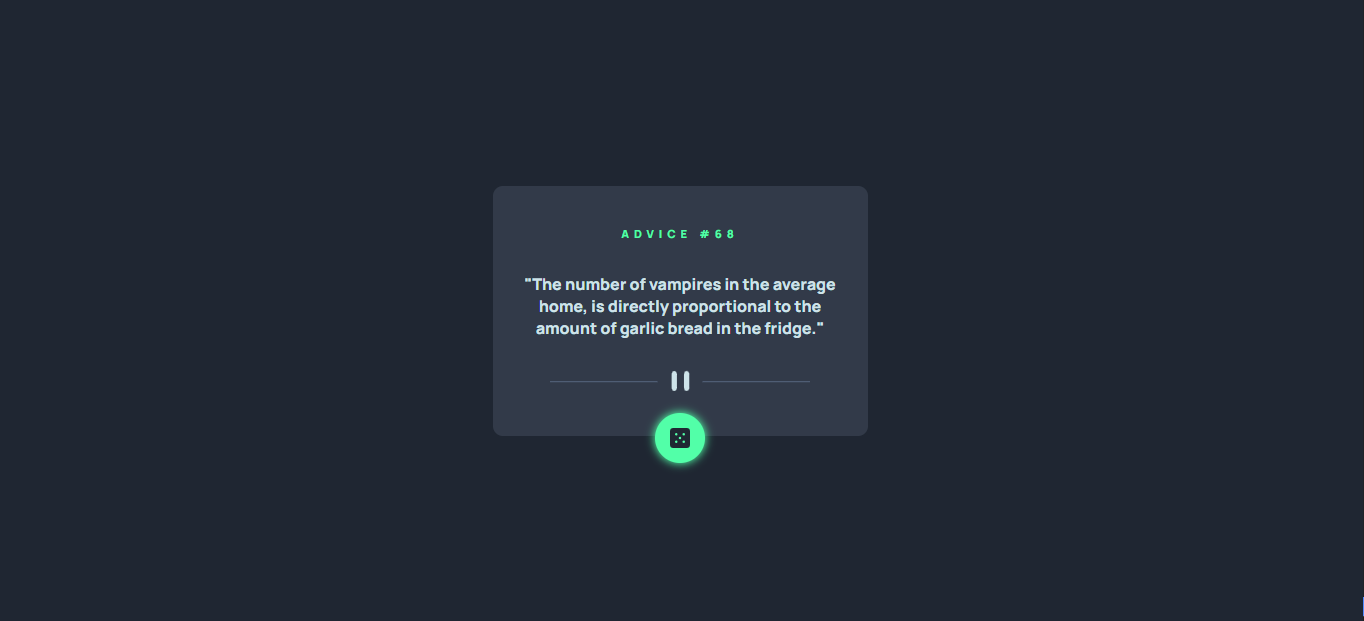 ADVICE #68
"The number of vampires in the average
home, is directly proportional to the
amount of garlic bread in the fridge."